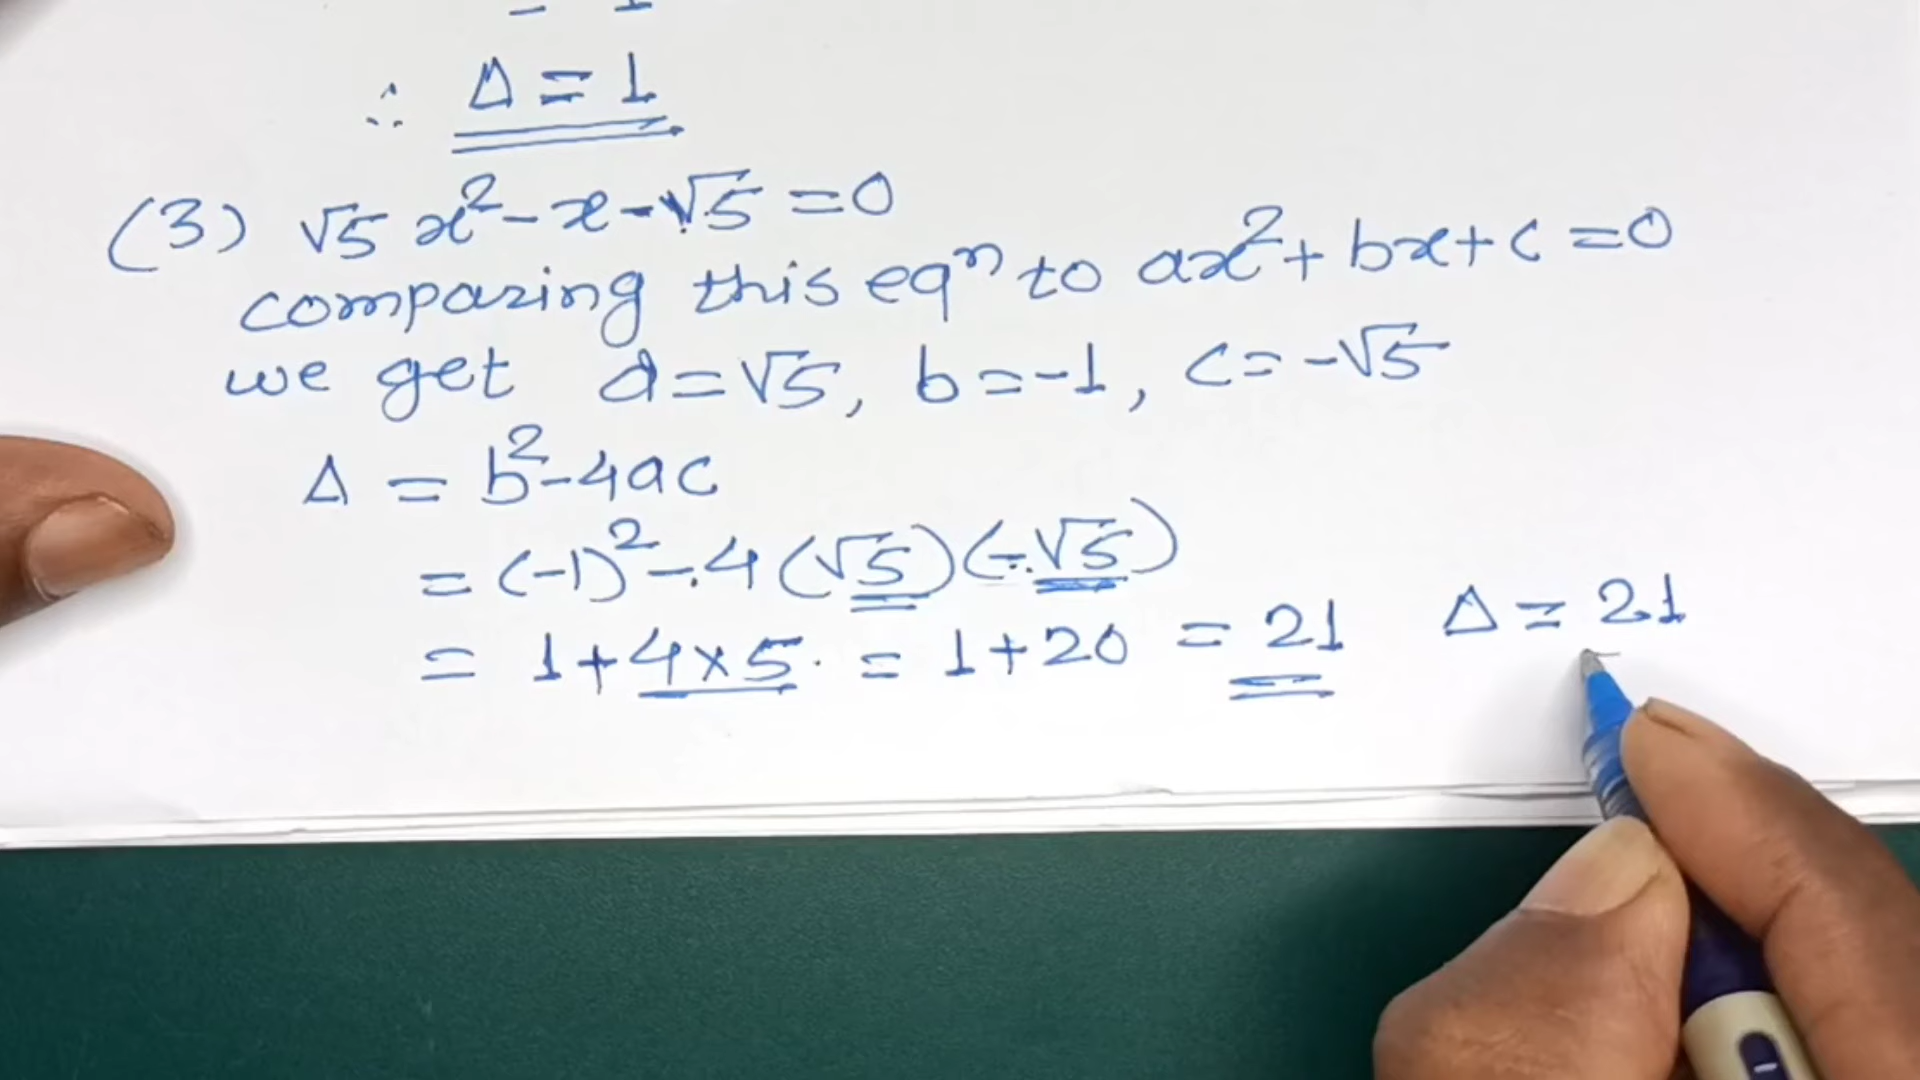 ∴ Δ = 1
(3) √5 x² - x - √5 = 0
comparing this eqⁿ to ax² + bx + c = 0
we get a = √5, b = -1, c = -√5
Δ = b² - 4ac
= (-1)² - 4 (√5) (-√5)
= 1 + 4 × 5 = 1 + 20 = 21 Δ = 21